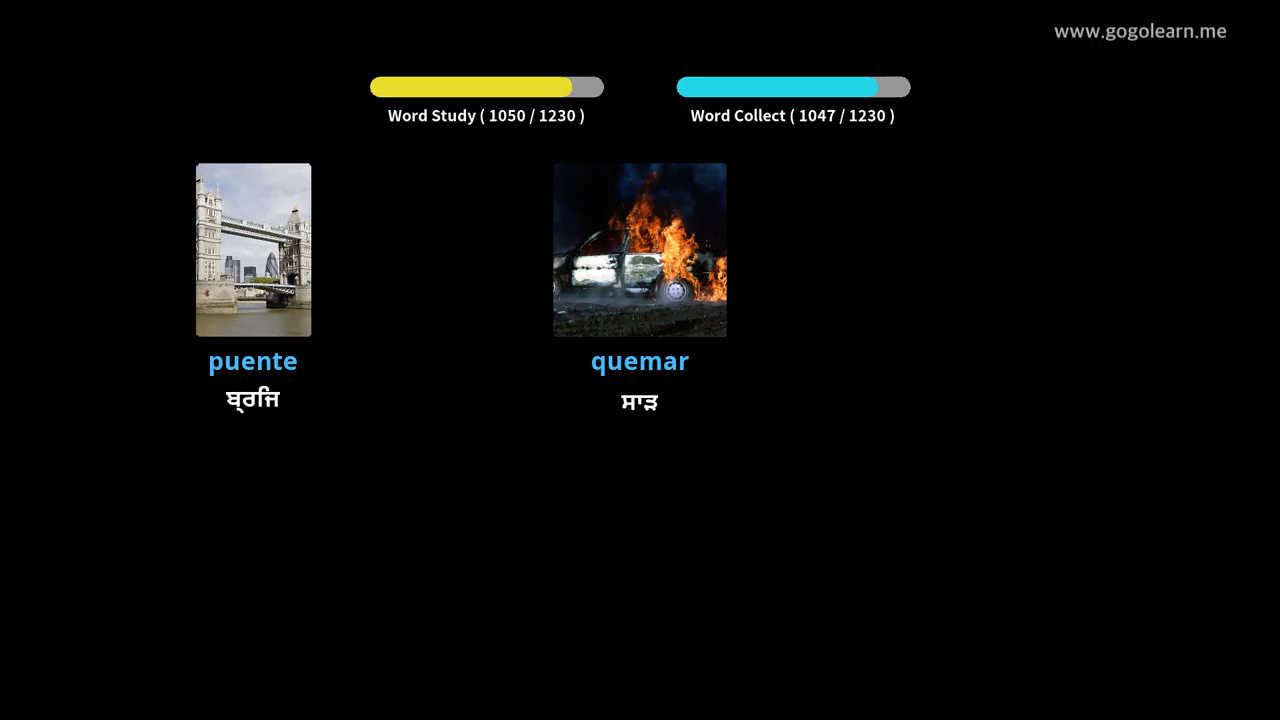 www.gogolearn.me
Word Study ( 1050 / 1230 )
Word Collect ( 1047 / 1230 )
puente
quemar
ਬ੍ਰਜਿ
ਸਾੜ